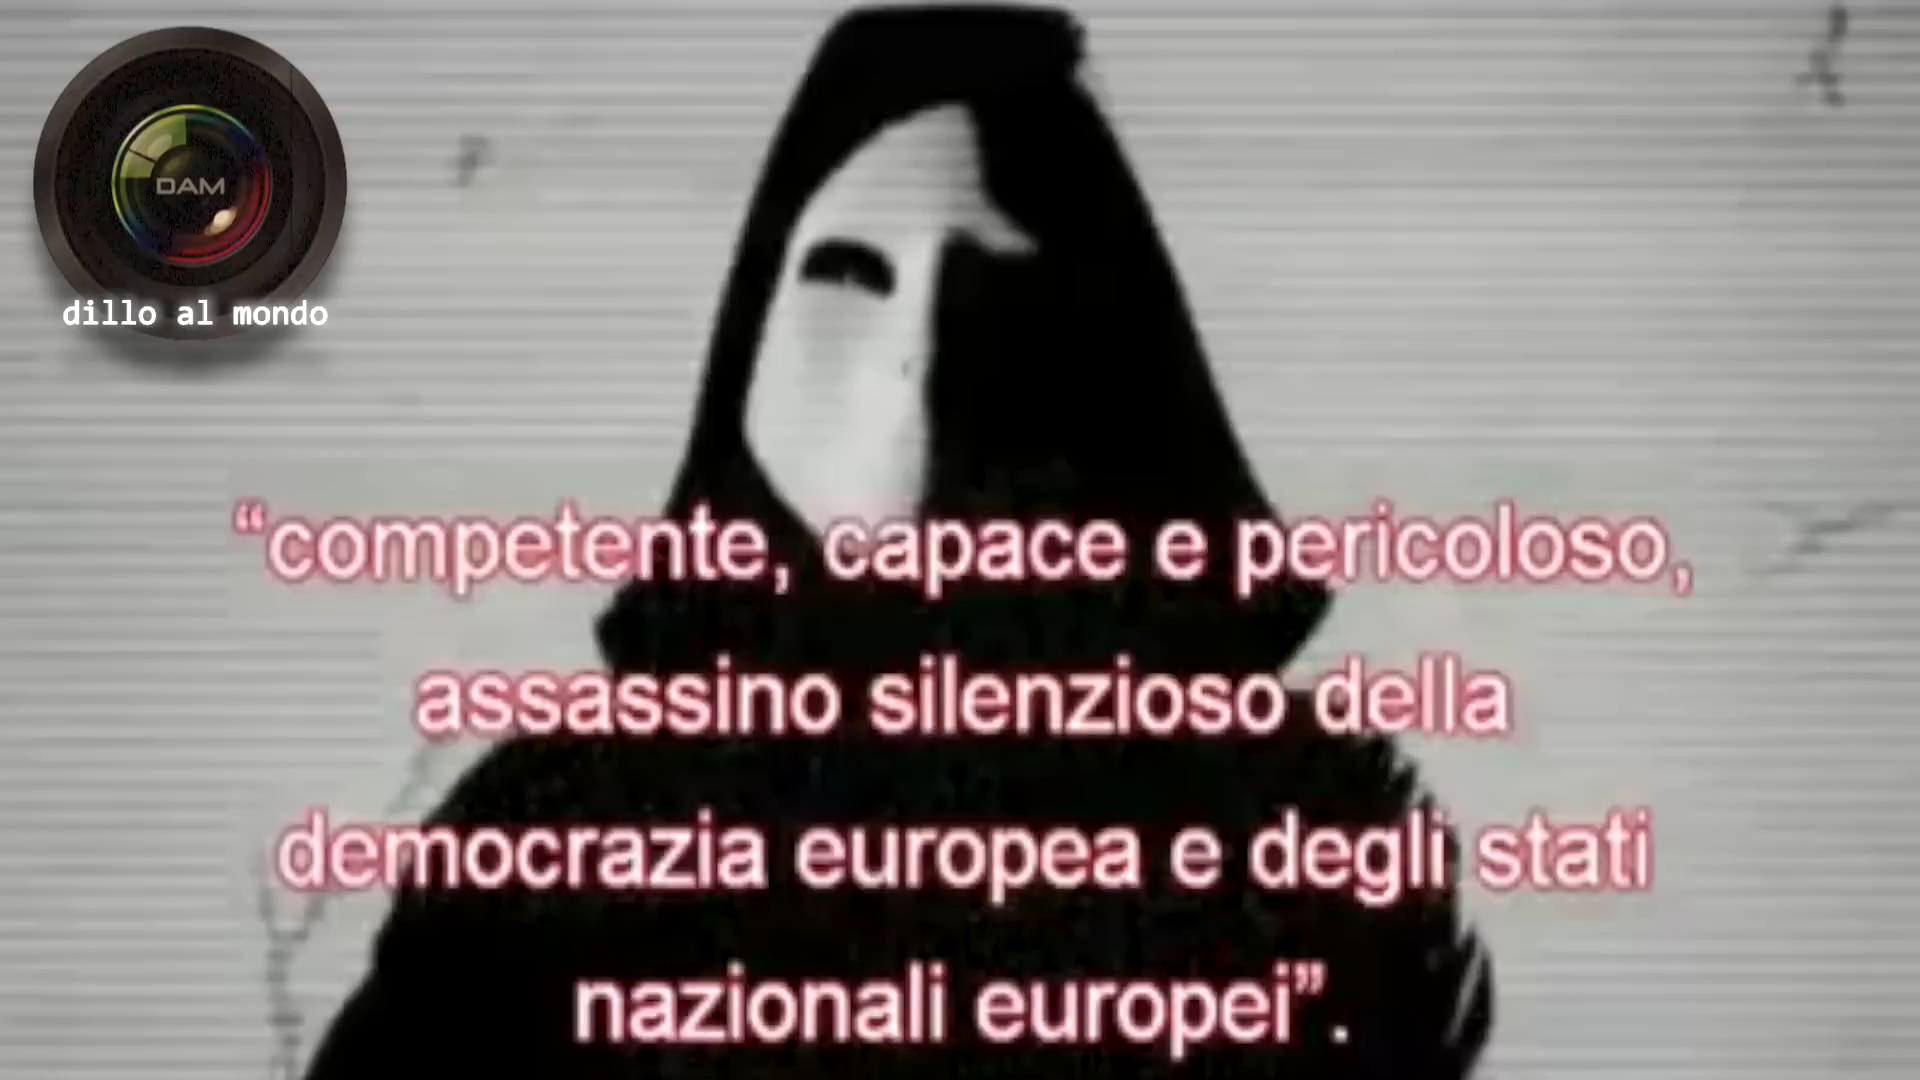 DAM
dillo al mondo
“competente, capace e pericoloso,
assassino silenzioso della
democrazia europea e degli stati
nazionali europei”.